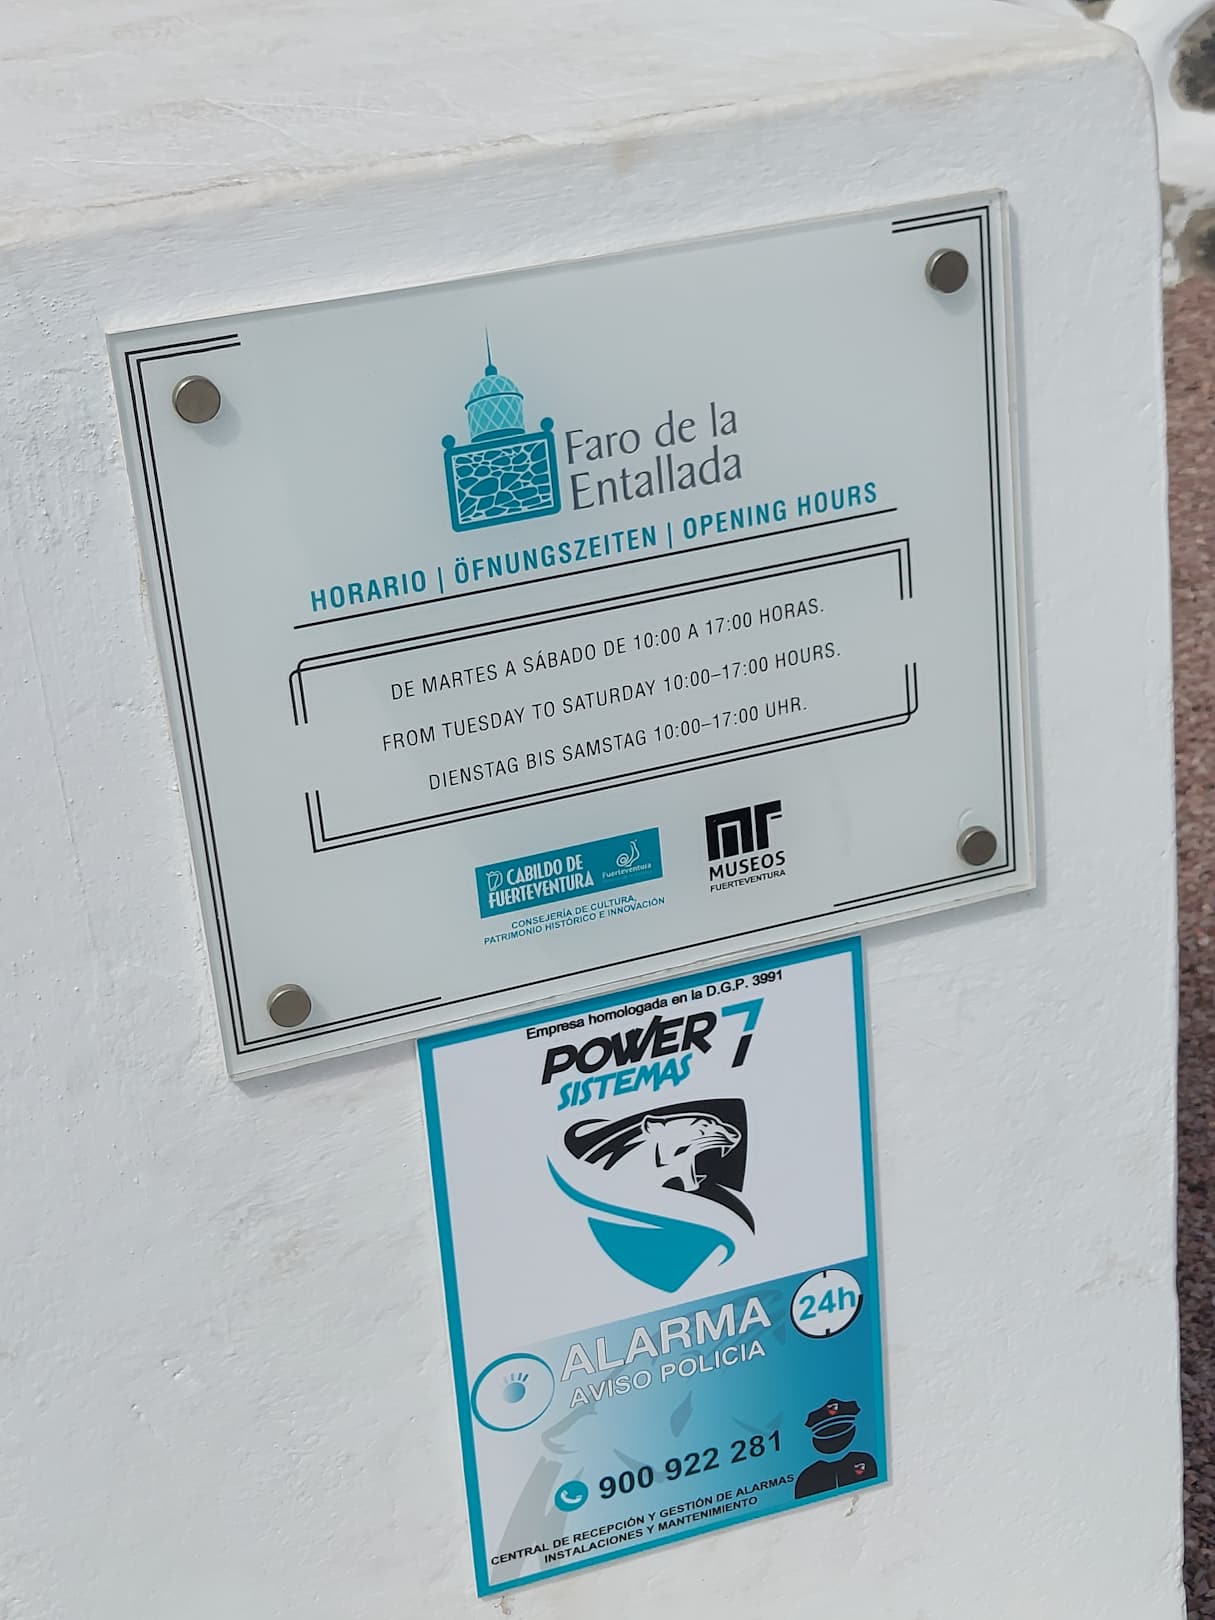 Faro de la
Entallada
HORARIO | ÖFNUNGSZEITEN | OPENING HOURS
DE MARTES A SÁBADO DE 10:00 A 17:00 HORAS.
FROM TUESDAY TO SATURDAY 10:00–17:00 HOURS.
DIENSTAG BIS SAMSTAG 10:00–17:00 UHR.
CABILDO DE
FUERTEVENTURA
Fuerteventura
CONSEJERÍA DE CULTURA,
PATRIMONIO HISTÓRICO E INNOVACIÓN
MUSEOS
FUERTEVENTURA
Empresa homologada en la D.G.P. 3991
POWER 7
SISTEMAS
24h
ALARMA
AVISO POLICIA
900 922 281
CENTRAL DE RECEPCIÓN Y GESTIÓN DE ALARMAS
INSTALACIONES Y MANTENIMIENTO